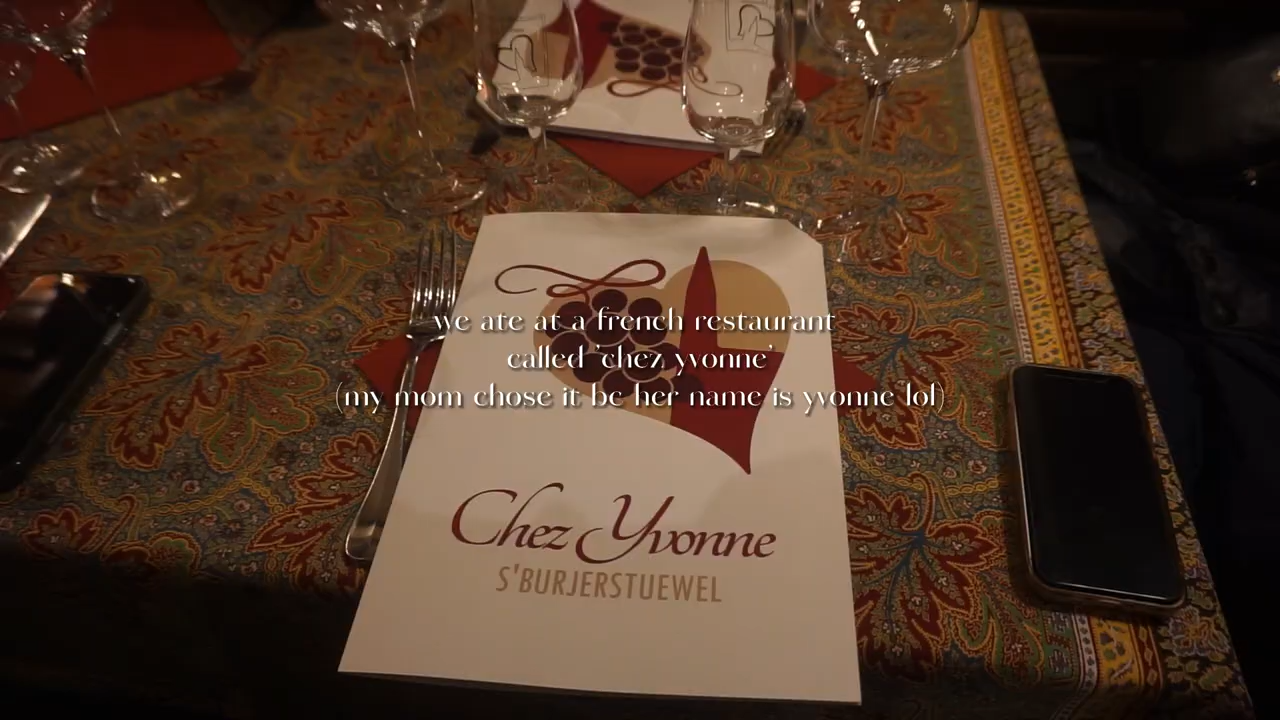 we ate at a french restaurant
called 'chez yvonne'
(my mom chose it bc her name is yvonne lol)
Chez Yvonne
S'BURJERSTUEWEL